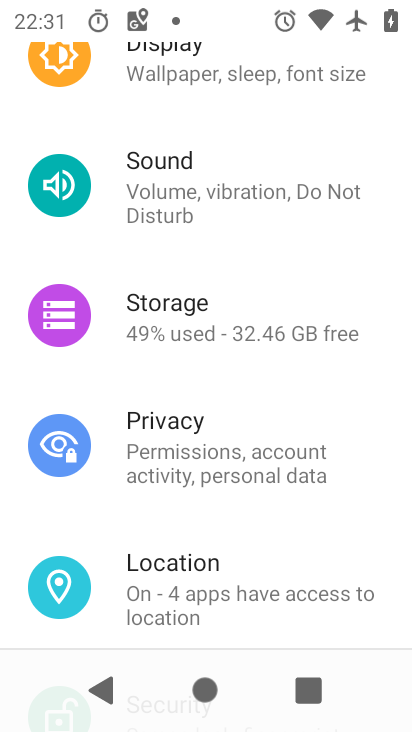 22:31
Display
Wallpaper, sleep, font size
Sound
Volume, vibration, Do Not
Disturb
Storage
49% used - 32.46 GB free
Privacy
Permissions, account
activity, personal data
Location
On - 4 apps have access to
location
Security